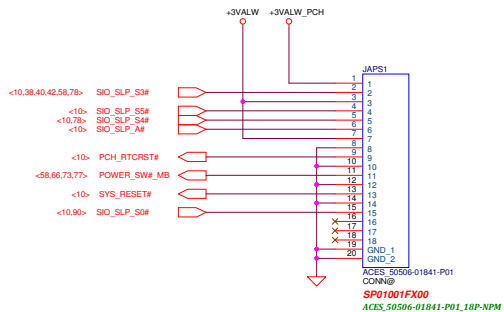 +3VALW +3VALW_PCH
JAPS1
<10,38,40,42,58,78> SIO_SLP_S3#
<10> SIO_SLP_S5#
<10,78> SIO_SLP_S4#
<10> SIO_SLP_A#
<10> PCH_RTCRST#
<58,66,73,77> POWER_SW#_MB
<10> SYS_RESET#
<10,90> SIO_SLP_S0#
1 1
2 2
3 3
4 4
5 5
6 6
7 7
8 8
9 9
10 10
11 11
12 12
13 13
14 14
15 15
16 16
17 17
18 18
19 GND_1
20 GND_2
ACES_50506-01841-P01
CONN@
SP01001FX00
ACES_50506-01841-P01_18P-NPM